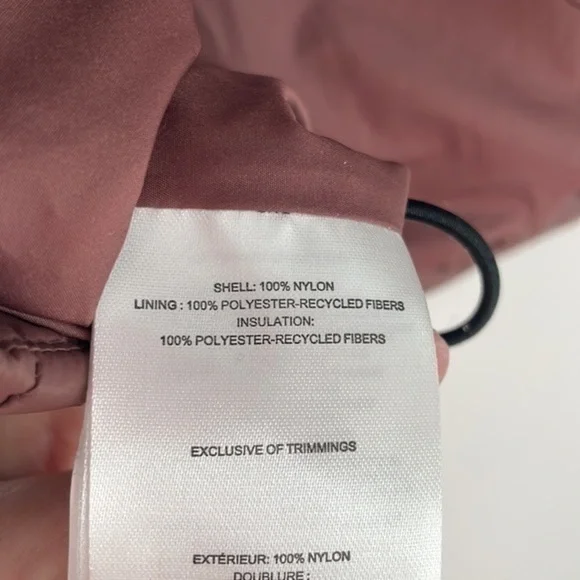 SHELL: 100% NYLON
LINING : 100% POLYESTER-RECYCLED FIBERS
INSULATION:
100% POLYESTER-RECYCLED FIBERS
EXCLUSIVE OF TRIMMINGS
EXTÉRIEUR: 100% NYLON
DOUBLURE :